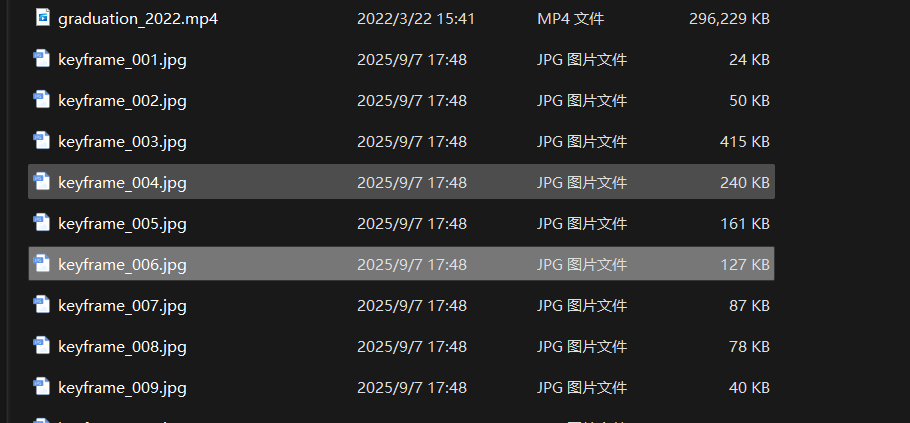 graduation_2022.mp4 2022/3/22 15:41 MP4 文件 296,229 KB
keyframe_001.jpg 2025/9/7 17:48 JPG 图片文件 24 KB
keyframe_002.jpg 2025/9/7 17:48 JPG 图片文件 50 KB
keyframe_003.jpg 2025/9/7 17:48 JPG 图片文件 415 KB
keyframe_004.jpg 2025/9/7 17:48 JPG 图片文件 240 KB
keyframe_005.jpg 2025/9/7 17:48 JPG 图片文件 161 KB
keyframe_006.jpg 2025/9/7 17:48 JPG 图片文件 127 KB
keyframe_007.jpg 2025/9/7 17:48 JPG 图片文件 87 KB
keyframe_008.jpg 2025/9/7 17:48 JPG 图片文件 78 KB
keyframe_009.jpg 2025/9/7 17:48 JPG 图片文件 40 KB